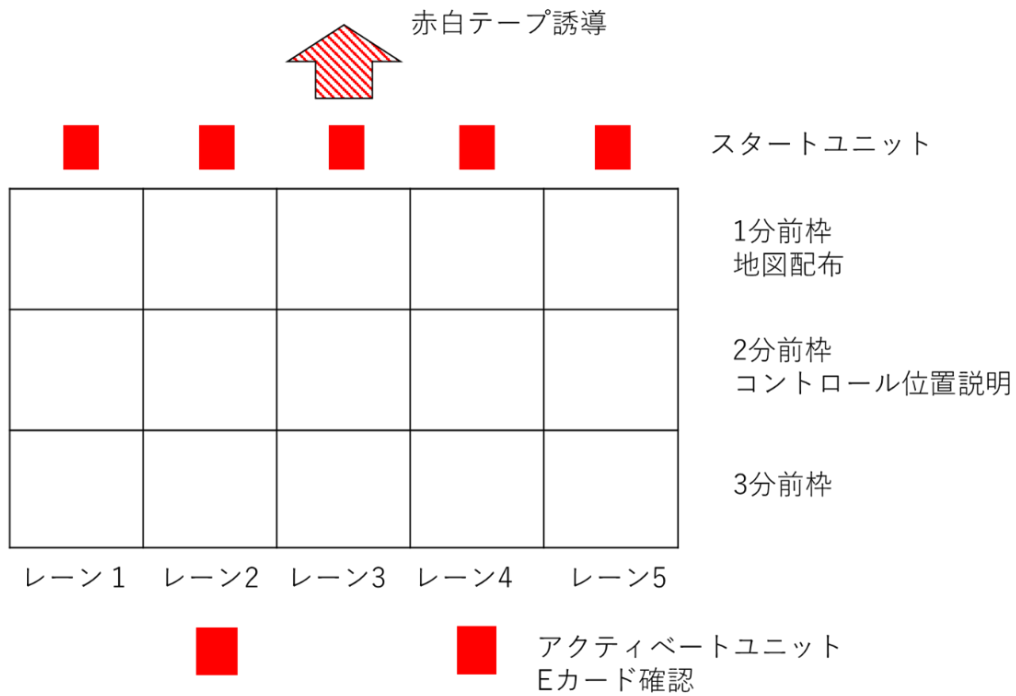 赤白テープ誘導
スタートユニット
1分前枠
地図配布
2分前枠
コントロール位置説明
3分前枠
レーン1 レーン2 レーン3 レーン4 レーン5
アクティベートユニット
Eカード確認